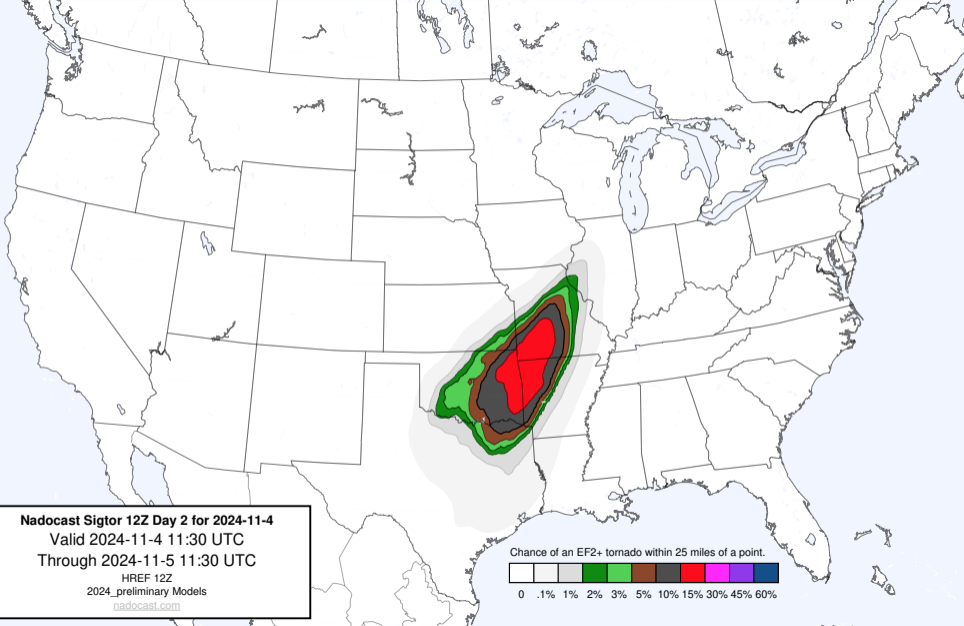 Nadocast Sigtor 12Z Day 2 for 2024-11-4
Valid 2024-11-4 11:30 UTC
Through 2024-11-5 11:30 UTC
HREF 12Z
2024_preliminary Models
nadocast.com
Chance of an EF2+ tornado within 25 miles of a point.
0 .1% 1% 2% 3% 5% 10% 15% 30% 45% 60%